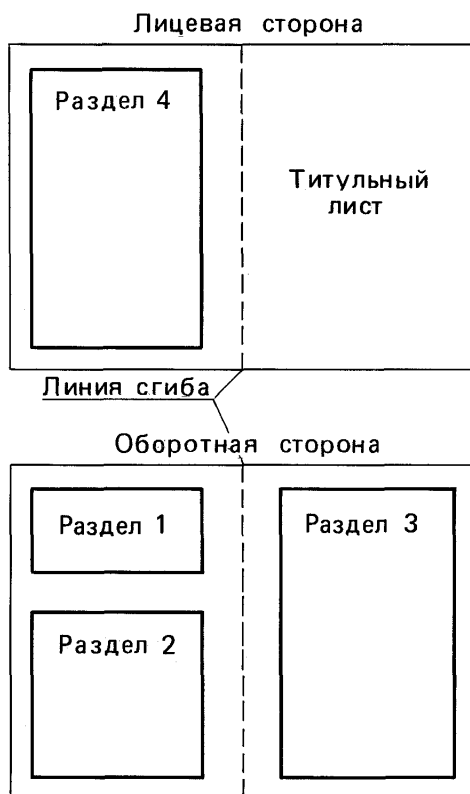 Лицевая сторона
Раздел 4
Титульный
лист
Линия сгиба
Оборотная сторона
Раздел 1
Раздел 3
Раздел 2